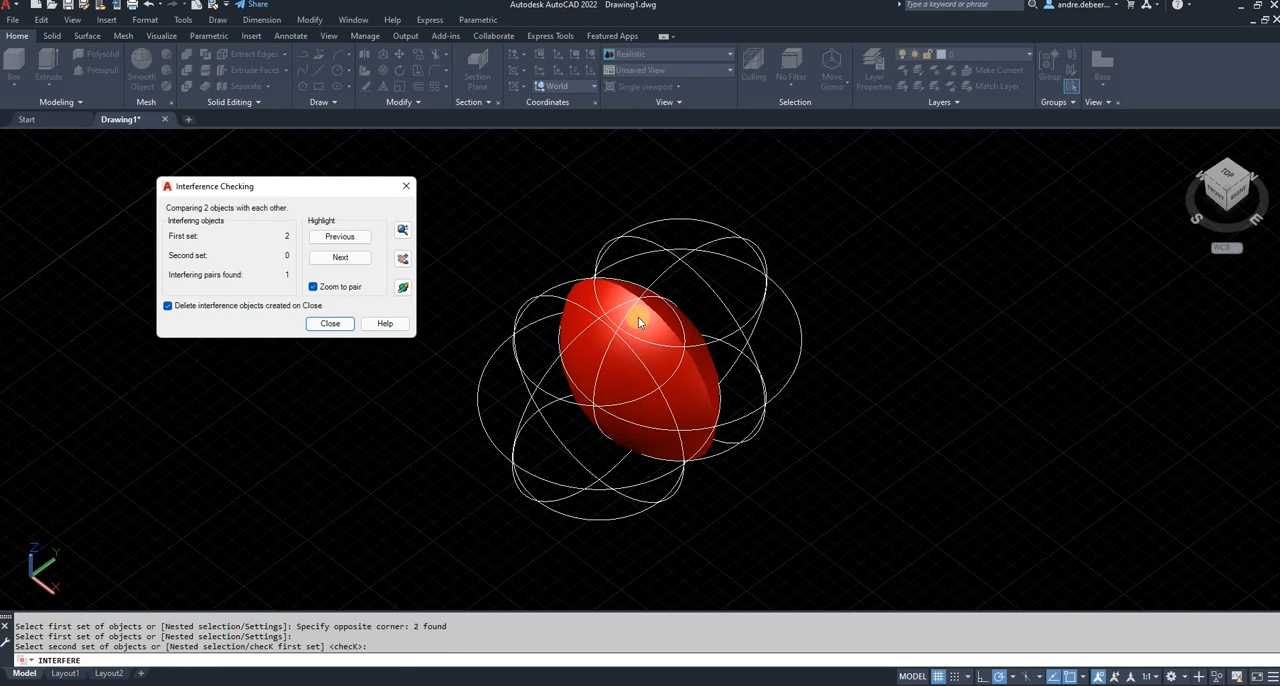 Share
Autodesk AutoCAD 2022 Drawing1.dwg
Type a keyword or phrase
andre.debeer...
File Edit View Insert Format Tools Draw Dimension Modify Window Help Express Parametric
Home Solid Surface Mesh Visualize Parametric Insert Annotate View Manage Output Add-ins Collaborate Express Tools Featured Apps
Box
Extrude
Polysolid
Presspull
Smooth
Object
Extract Edges
Extrude Faces
Separate
Section
Plane
World
Realistic
Unsaved View
Single viewport
Culling
No Filter
Move
Gizmo
Layer
Properties
0
Make Current
Match Layer
Group
Base
Modeling Mesh Solid Editing Draw Modify Section Coordinates View Selection Layers Groups View
Start Drawing1*
Interference Checking
Comparing 2 objects with each other.
Interfering objects
First set: 2
Second set: 0
Interfering pairs found: 1
Highlight
Previous
Next
Zoom to pair
Delete interference objects created on Close
Close Help
TOP
FRONT
RIGHT
S
E
WCS
Z
Y
X
Select first set of objects or [Nested selection/Settings]: Specify opposite corner: 2 found
Select first set of objects or [Nested selection/Settings]:
Select second set of objects or [Nested selection/checK first set] <checK>:
INTERFERE
Model Layout1 Layout2
MODEL
1:1